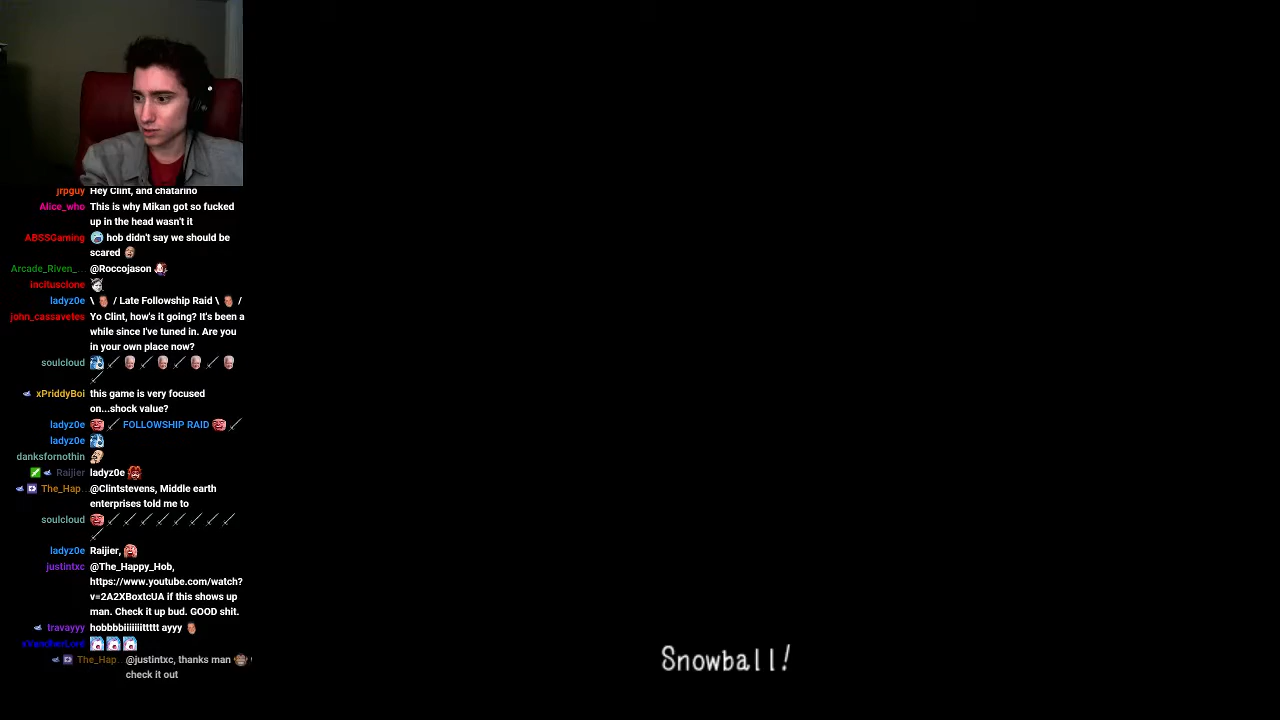 jrpguy Hey Clint, and chatarino
Alice_who This is why Mikan got so fucked
up in the head wasn't it
ABSSGaming hob didn't say we should be
scared
Arcade_Riven_... @Roccojason
incitusclone
ladyz0e \ / Late Followship Raid \ /
john_cassavetes Yo Clint, how's it going? It's been a
while since I've tuned in. Are you
in your own place now?
soulcloud
xPriddyBoi this game is very focused
on...shock value?
ladyz0e FOLLOWSHIP RAID
ladyz0e
danksfornothin
Raijier ladyz0e
The_Hap... @Clintstevens, Middle earth
enterprises told me to
soulcloud
ladyz0e Raijier,
justintxc @The_Happy_Hob,
https://www.youtube.com/watch?
v=2A2XBoxtcUA if this shows up
man. Check it up bud. GOOD shit.
travayyy hobbbbiiiiiiittttt ayyy
The_Hap... @justintxc, thanks man
check it out
Snowball!